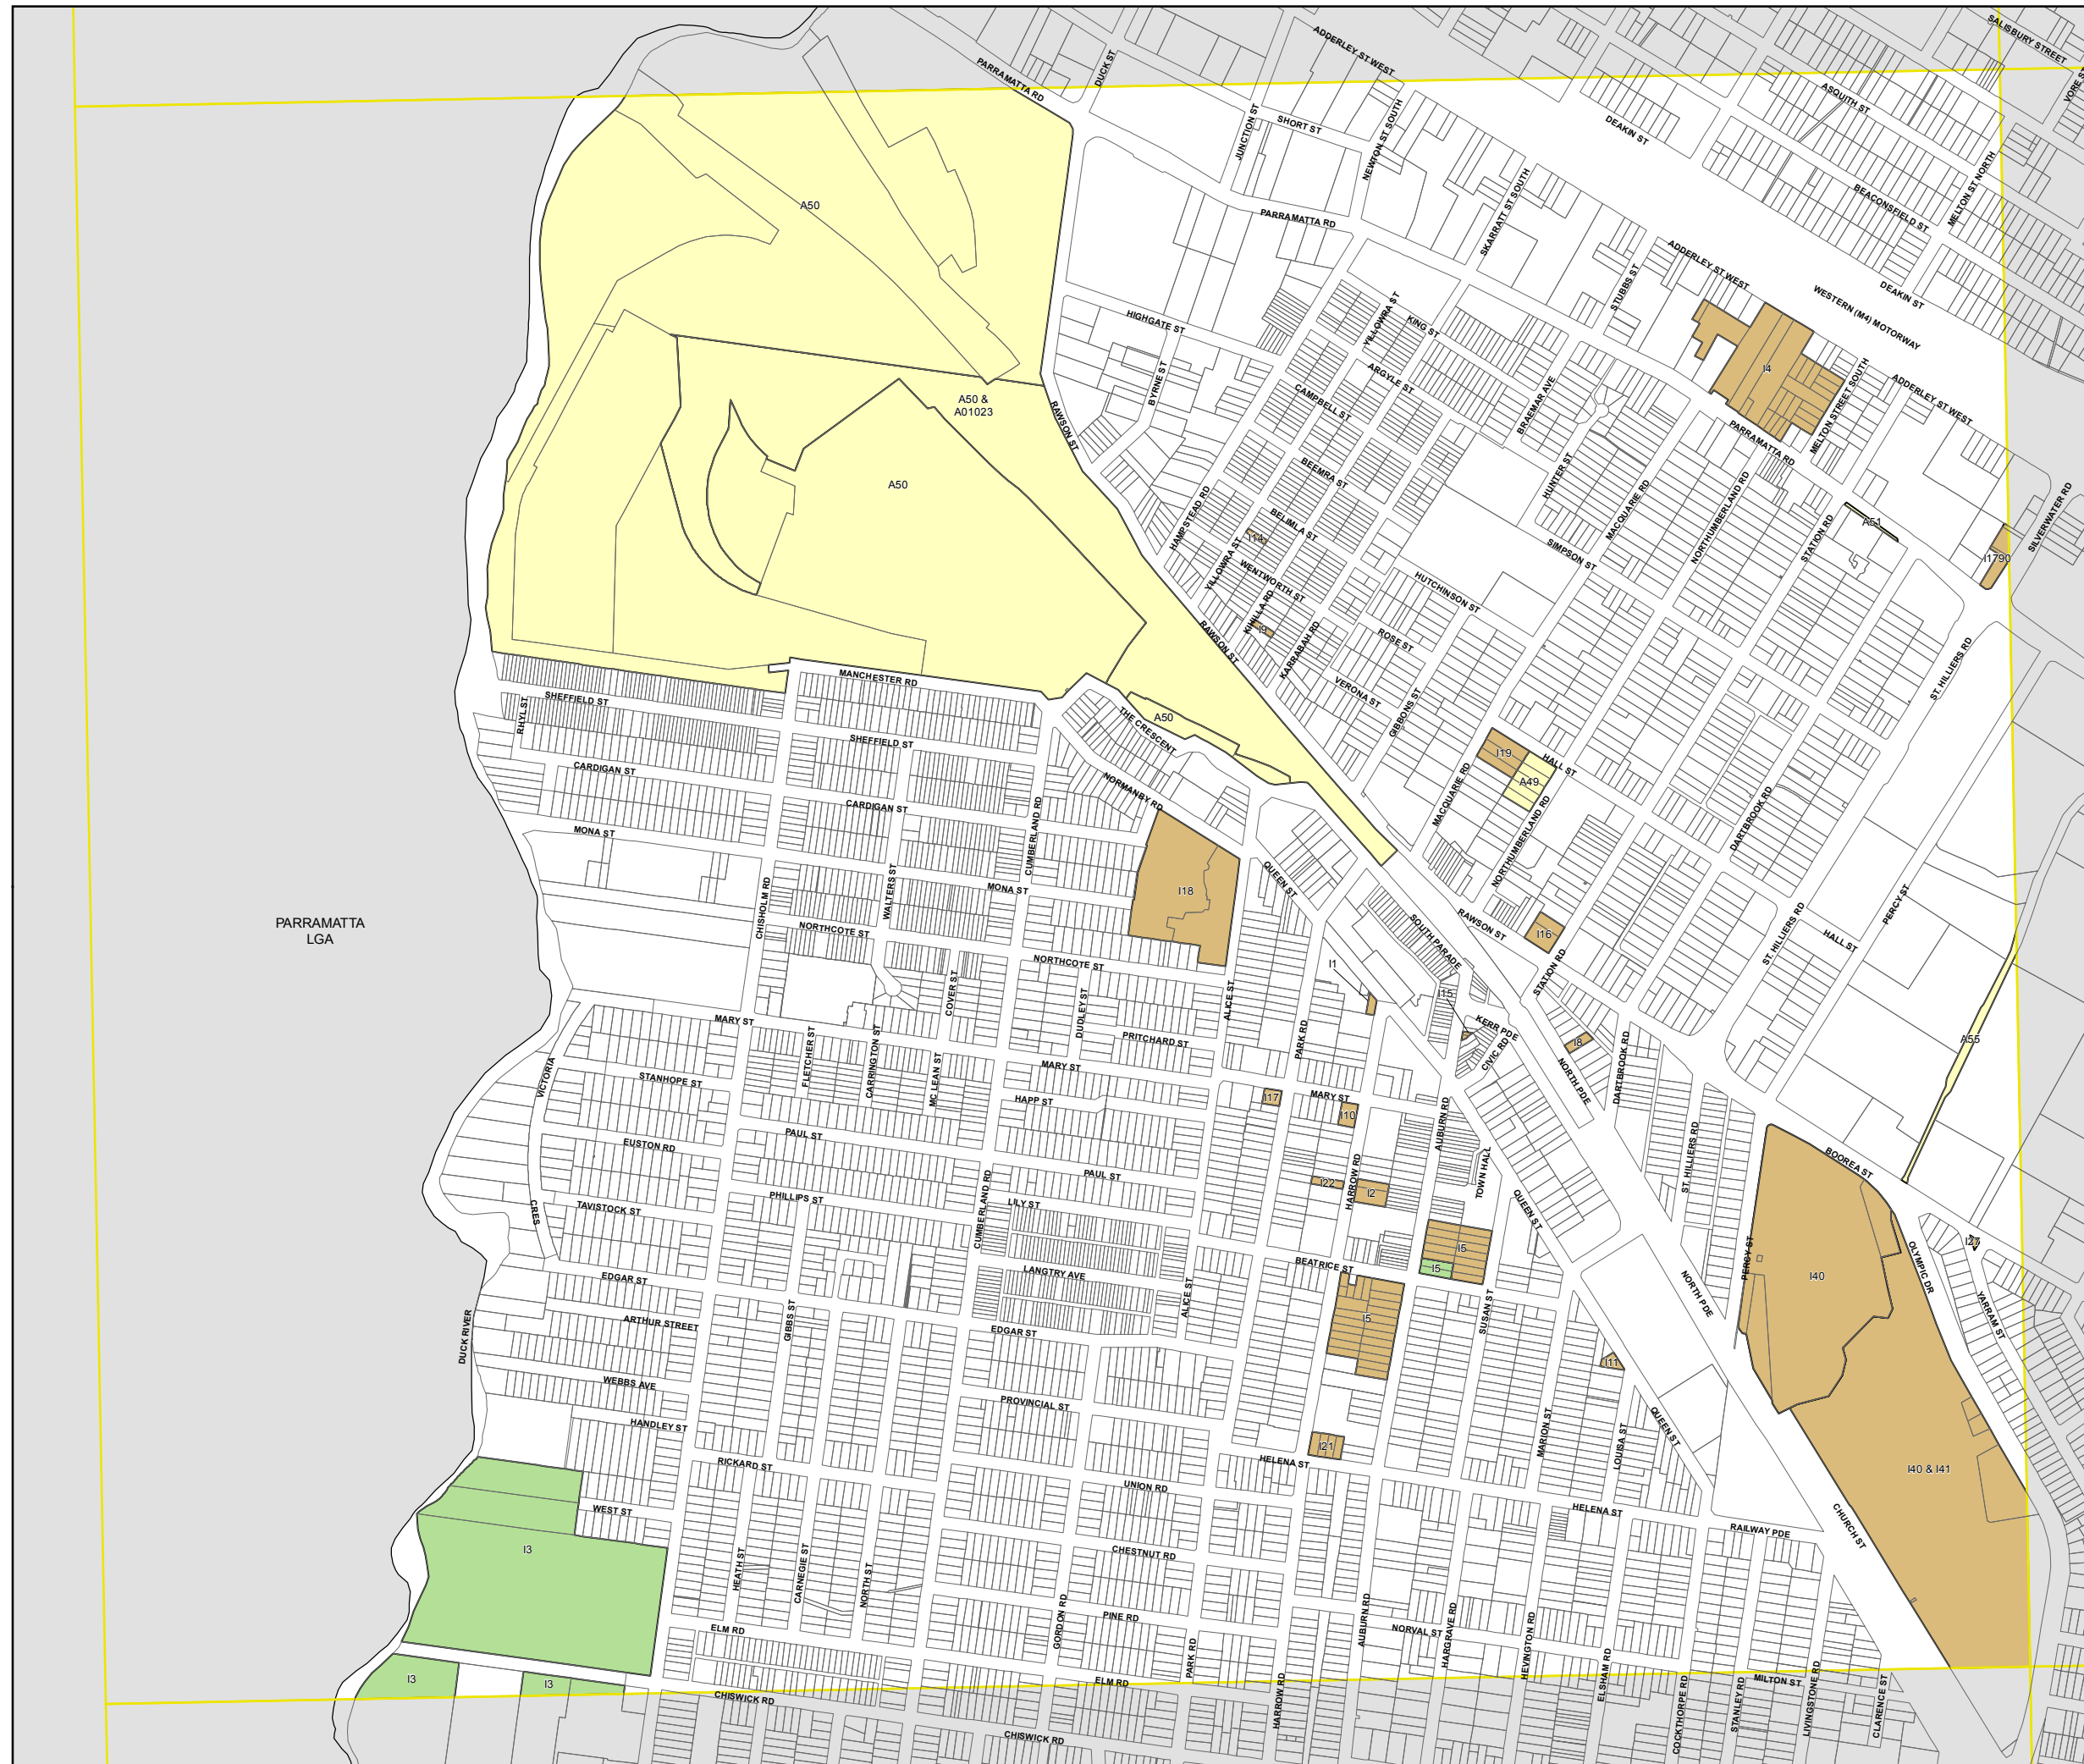 SALISBURY STREET
ADDERLEY ST WEST
PARRAMATTA RD
DUCK ST
VORE S
ASQUITH ST
JUNCTION ST
SHORT ST
NEWTON ST SOUTH
DEAKIN ST
MELTON ST NORTH
BEACONSFIELD ST
A50
SKARRATT ST SOUTH
PARRAMATTA RD
ADDERLEY ST WEST
STUBBS ST
DEAKIN ST
WESTERN (M4) MOTORWAY
HIGHGATE ST
YILLOWRA ST
KING ST
BYRNE ST
ARGYLE ST
I4
MELTON STREET SOUTH
ADDERLEY ST WEST
A50 &
A01023
RAWSON ST
CAMPBELL ST
BRAEMAR AVE
PARRAMATTA RD
BEEMRA ST
HUNTER ST
A50
MACQUARIE RD
NORTHUMBERLAND RD
HAMPSTEAD RD
BELIMLA ST
STATION RD
A51
SILVERWATER RD
I14
I1790
YILLOWRA ST
WENTWORTH ST
SIMPSON ST
HUTCHINSON ST
KIHILLA RD
I9
RAWSON ST
KARRABAH RD
ROSE ST
ST. HILLIERS RD
MANCHESTER RD
VERONA ST
GIBBONS ST
SHEFFIELD ST
RHYL ST
A50
THE CRESCENT
SHEFFIELD ST
I19
HALL ST
A49
CARDIGAN ST
NORMANBY RD
MACQUARIE RD
NORTHUMBERLAND RD
DARTBROOK RD
CARDIGAN ST
CUMBERLAND RD
MONA ST
QUEEN ST
I18
MONA ST
WALTERS ST
CHISHOLM RD
PERCY ST
PARRAMATTA
LGA
NORTHCOTE ST
SOUTH PARADE
RAWSON ST
I16
ST. HILLIERS RD
HALL ST
NORTHCOTE ST
I1
STATION RD
COVER ST
DUDLEY ST
ALICE ST
I15
MARY ST
KERR PDE
PARK RD
PRITCHARD ST
FLETCHER ST
CARRINGTON ST
CIVIC RD
I8
A55
DARTBROOK RD
MC LEAN ST
MARY ST
NORTH PDE
VICTORIA
STANHOPE ST
HAPP ST
I17
MARY ST
I10
AUBURN RD
PAUL ST
EUSTON RD
ST. HILLIERS RD
BOOREA ST
PAUL ST
I22
HARROW RD
I2
TOWN HALL
PHILLIPS ST
LILY ST
CUMBERLAND RD
TAVISTOCK ST
CRES
QUEEN ST
I5
PERCY ST
I27
I40
OLYMPIC DR
EDGAR ST
LANGTRY AVE
BEATRICE ST
I5
NORTH PDE
ALICE ST
GIBBS ST
ARTHUR STREET
EDGAR ST
I5
SUSAN ST
YARRAM ST
DUCK RIVER
I11
WEBBS AVE
PROVINCIAL ST
HANDLEY ST
QUEEN ST
MARION ST
LOUISA ST
I21
RICKARD ST
HELENA ST
I40 & I41
UNION RD
WEST ST
HELENA ST
RAILWAY PDE
CHURCH ST
I3
CHESTNUT RD
HEATH ST
CARNEGIE ST
NORTH ST
PINE RD
GORDON RD
AUBURN RD
ELM RD
NORVAL ST
HARGRAVE RD
HEVINGTON RD
PARK RD
I3
I3
ELM RD
HARROW RD
ELSHAM RD
MILTON ST
COCKTHORPE RD
STANLEY RD
LIVINGSTONE RD
CLARENCE ST
CHISWICK RD
CHISWICK RD